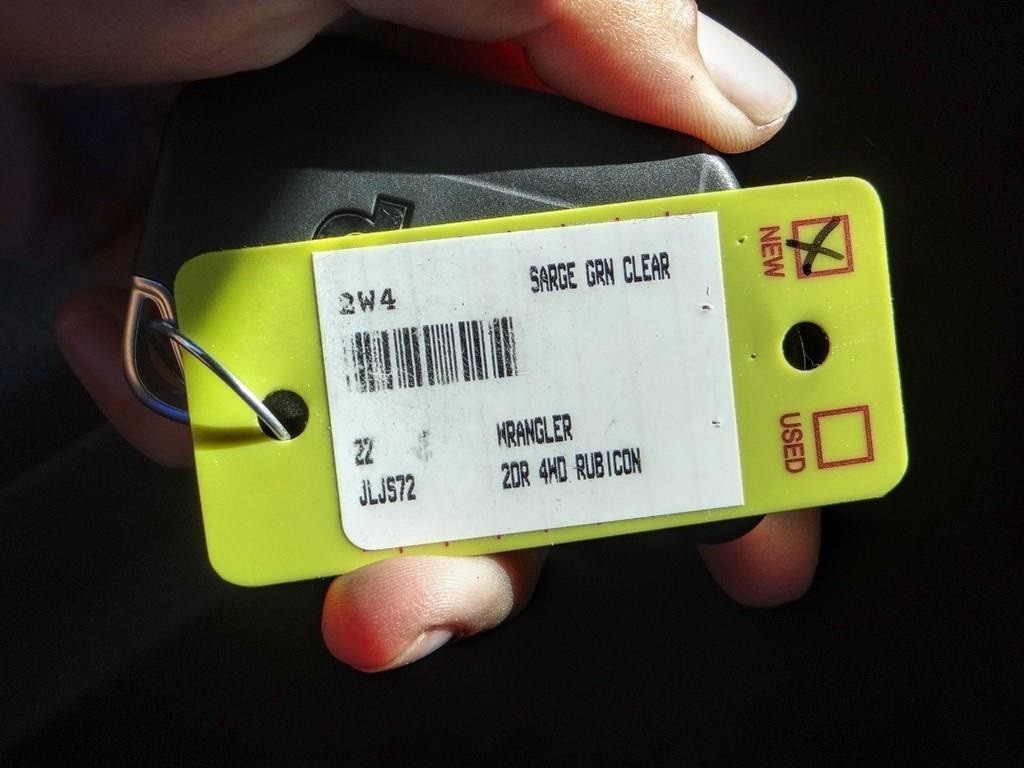 2W4
SARGE GRN CLEAR
22
WRANGLER
JLJS72
2DR 4WD RUBICON
NEW
USED